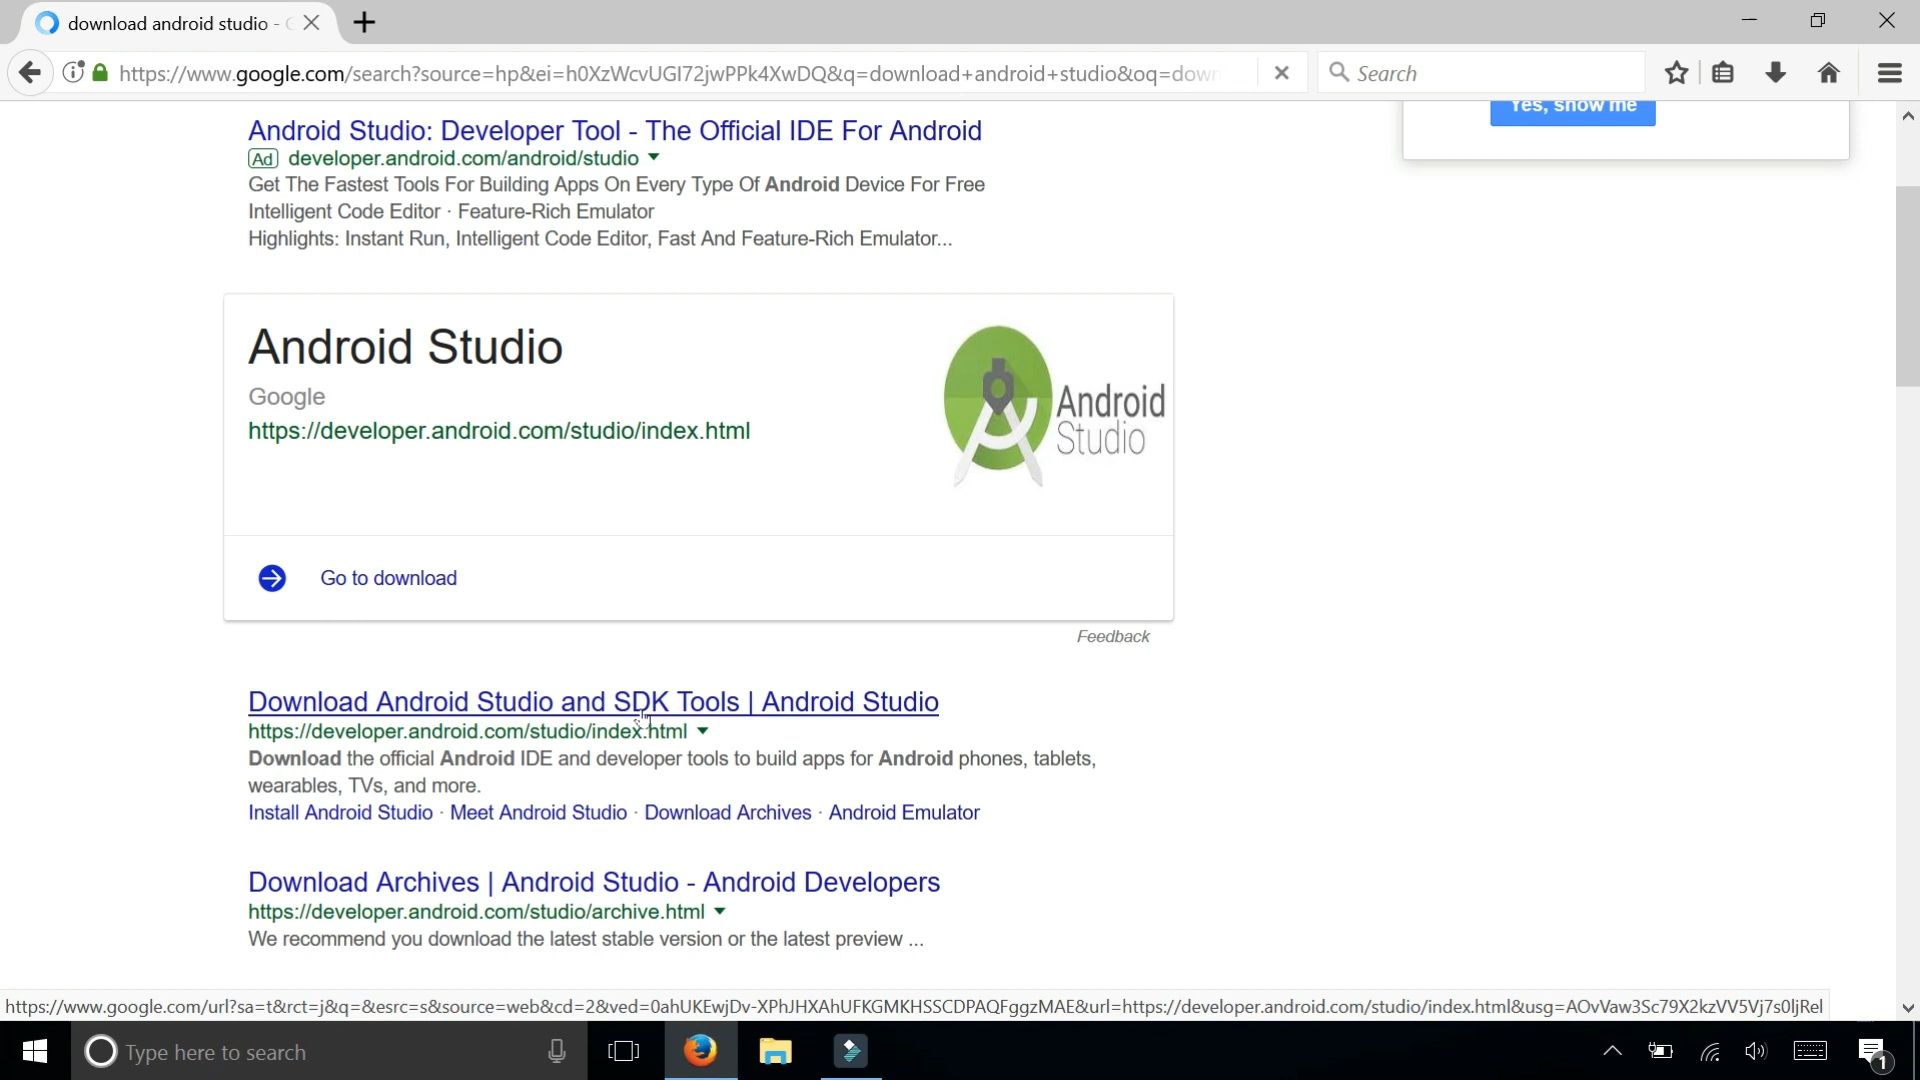 download android studio - G
https://www.google.com/search?source=hp&ei=h0XzWcvUGI72jwPPk4XwDQ&q=download+android+studio&oq=down
Search
Yes, show me
Android Studio: Developer Tool - The Official IDE For Android
Ad developer.android.com/android/studio
Get The Fastest Tools For Building Apps On Every Type Of Android Device For Free
Intelligent Code Editor · Feature-Rich Emulator
Highlights: Instant Run, Intelligent Code Editor, Fast And Feature-Rich Emulator...
Android Studio
Google
https://developer.android.com/studio/index.html
Android
Studio
Go to download
Feedback
Download Android Studio and SDK Tools | Android Studio
https://developer.android.com/studio/index.html
Download the official Android IDE and developer tools to build apps for Android phones, tablets,
wearables, TVs, and more.
Install Android Studio · Meet Android Studio · Download Archives · Android Emulator
Download Archives | Android Studio - Android Developers
https://developer.android.com/studio/archive.html
We recommend you download the latest stable version or the latest preview ...
https://www.google.com/url?sa=t&rct=j&q=&esrc=s&source=web&cd=2&ved=0ahUKEwjDv-XPhJHXAhUFKGMKHSSCDPAQFggzMAE&url=https://developer.android.com/studio/index.html&usg=AOvVaw3Sc79X2kzVV5Vj7s0ljRel
Type here to search
1